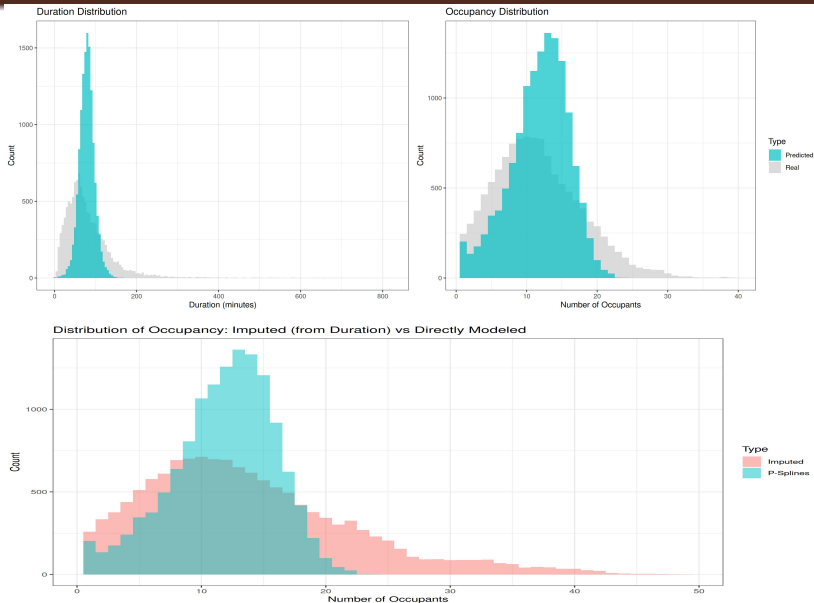 Duration Distribution
1500
1000
500
0
Count
0 200 400 600 800
Duration (minutes)
Occupancy Distribution
1000
500
0
Count
0 10 20 30 40
Number of Occupants
Type
Predicted
Real
Distribution of Occupancy: Imputed (from Duration) vs Directly Modeled
1000
500
0
Count
0 10 20 30 40 50
Number of Occupants
Type
Imputed
P-Splines